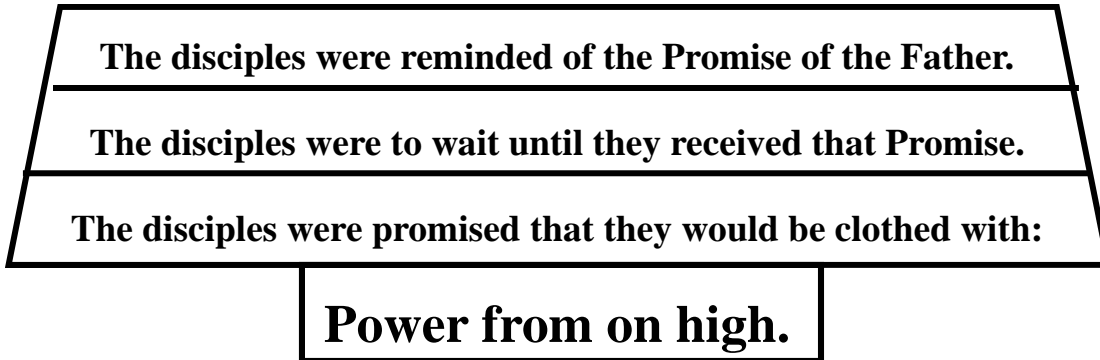 The disciples were reminded of the Promise of the Father.
The disciples were to wait until they received that Promise.
The disciples were promised that they would be clothed with:
Power from on high.